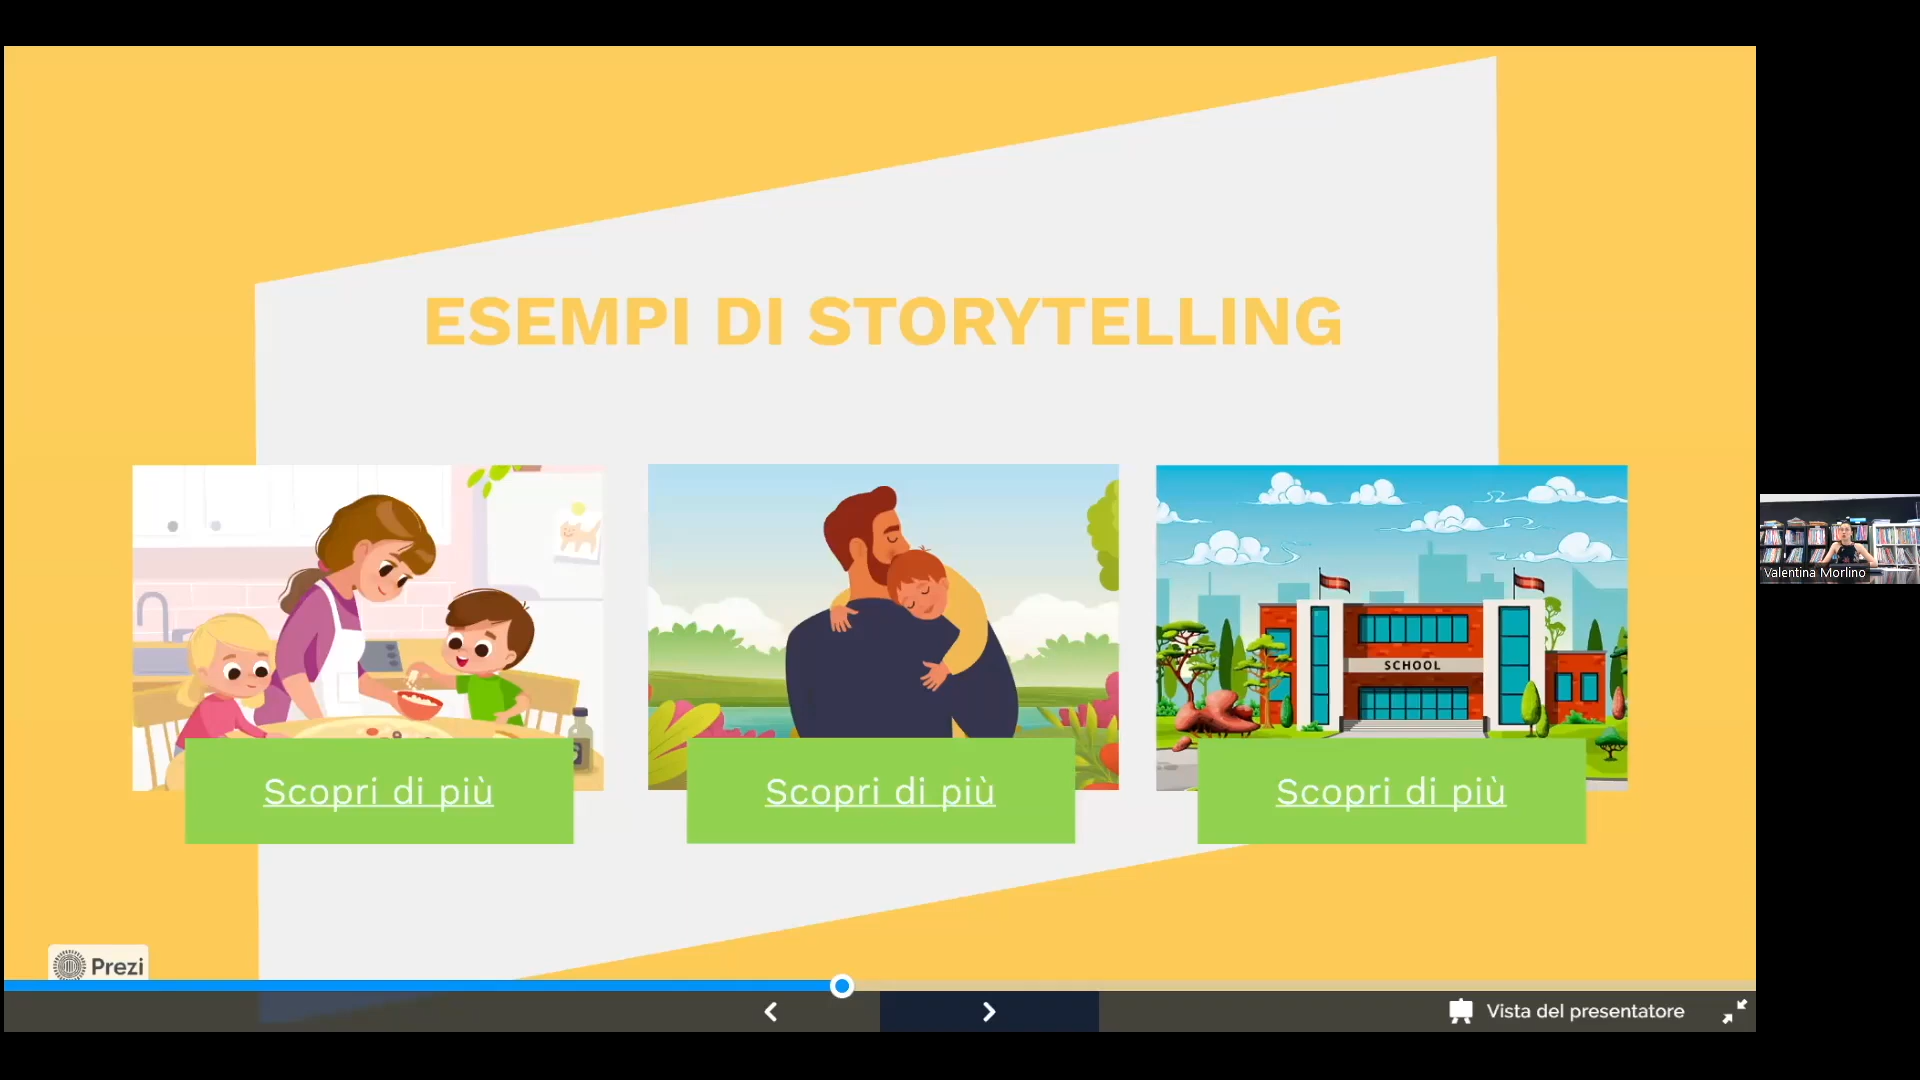 ESEMPI DI STORYTELLING
SCHOOL
Scopri di più
Scopri di più
Scopri di più
Valentina Morlino
Prezi
Vista del presentatore